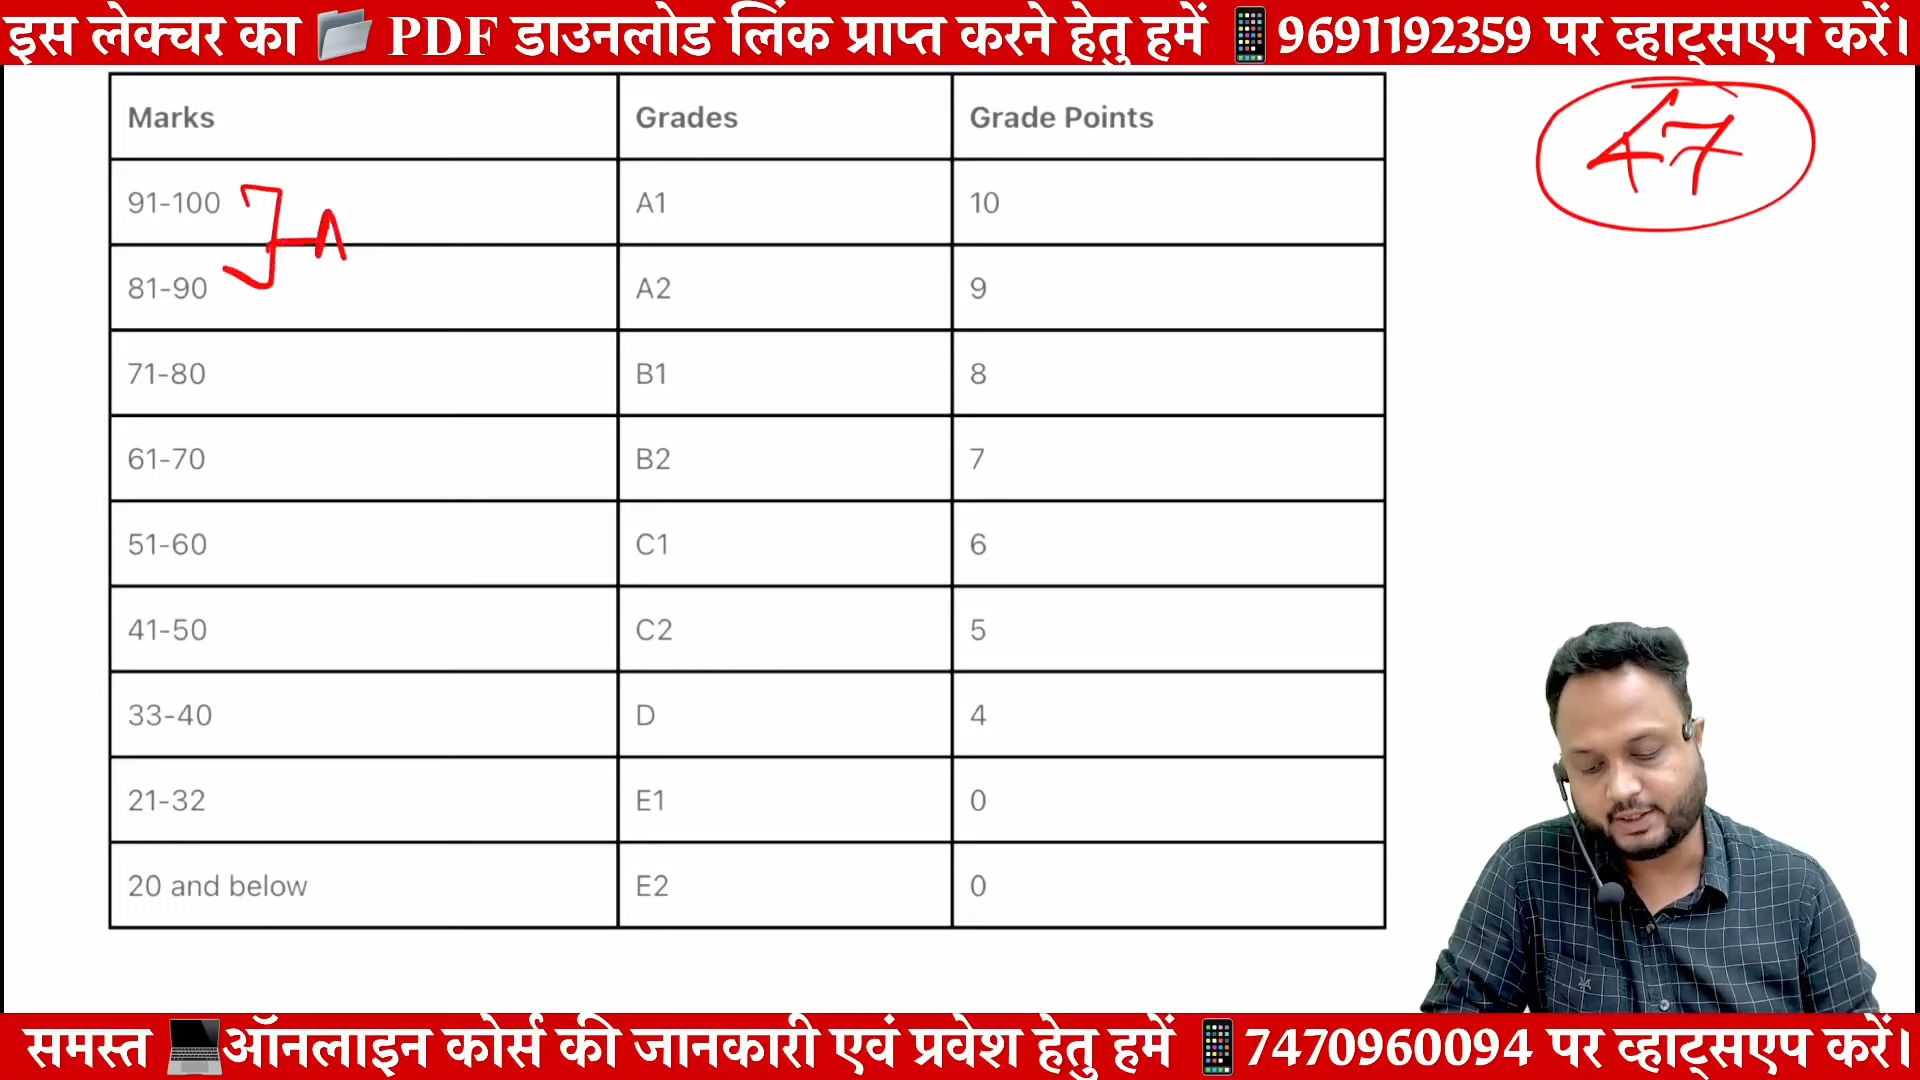 इस लेक्चर का PDF डाउनलोड लिंक प्राप्त करने हेतु हमें 9691192359 पर व्हाट्सएप करें।
47
Marks Grades Grade Points
91-100 A1 10
81-90 A2 9
71-80 B1 8
61-70 B2 7
51-60 C1 6
41-50 C2 5
33-40 D 4
21-32 E1 0
20 and below E2 0
समस्त ऑनलाइन कोर्स की जानकारी एवं प्रवेश हेतु हमें 7470960094 पर व्हाट्सएप करें।